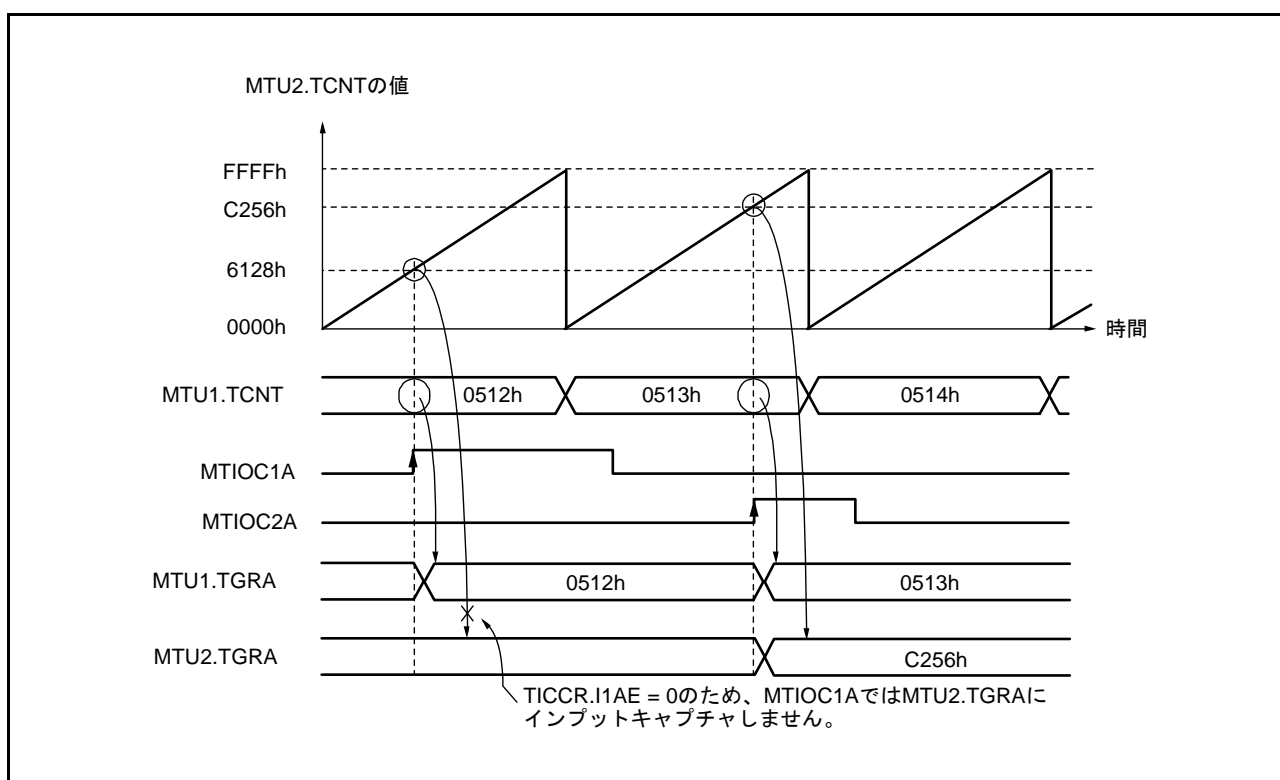 MTU2.TCNTの値
FFFFh
C256h
6128h
0000h
時間
MTU1.TCNT
0512h
0513h
0514h
MTIOC1A
MTIOC2A
MTU1.TGRA
0512h
0513h
MTU2.TGRA
C256h
TICCR.I1AE = 0のため、MTIOC1AではMTU2.TGRAに
インプットキャプチャしません。